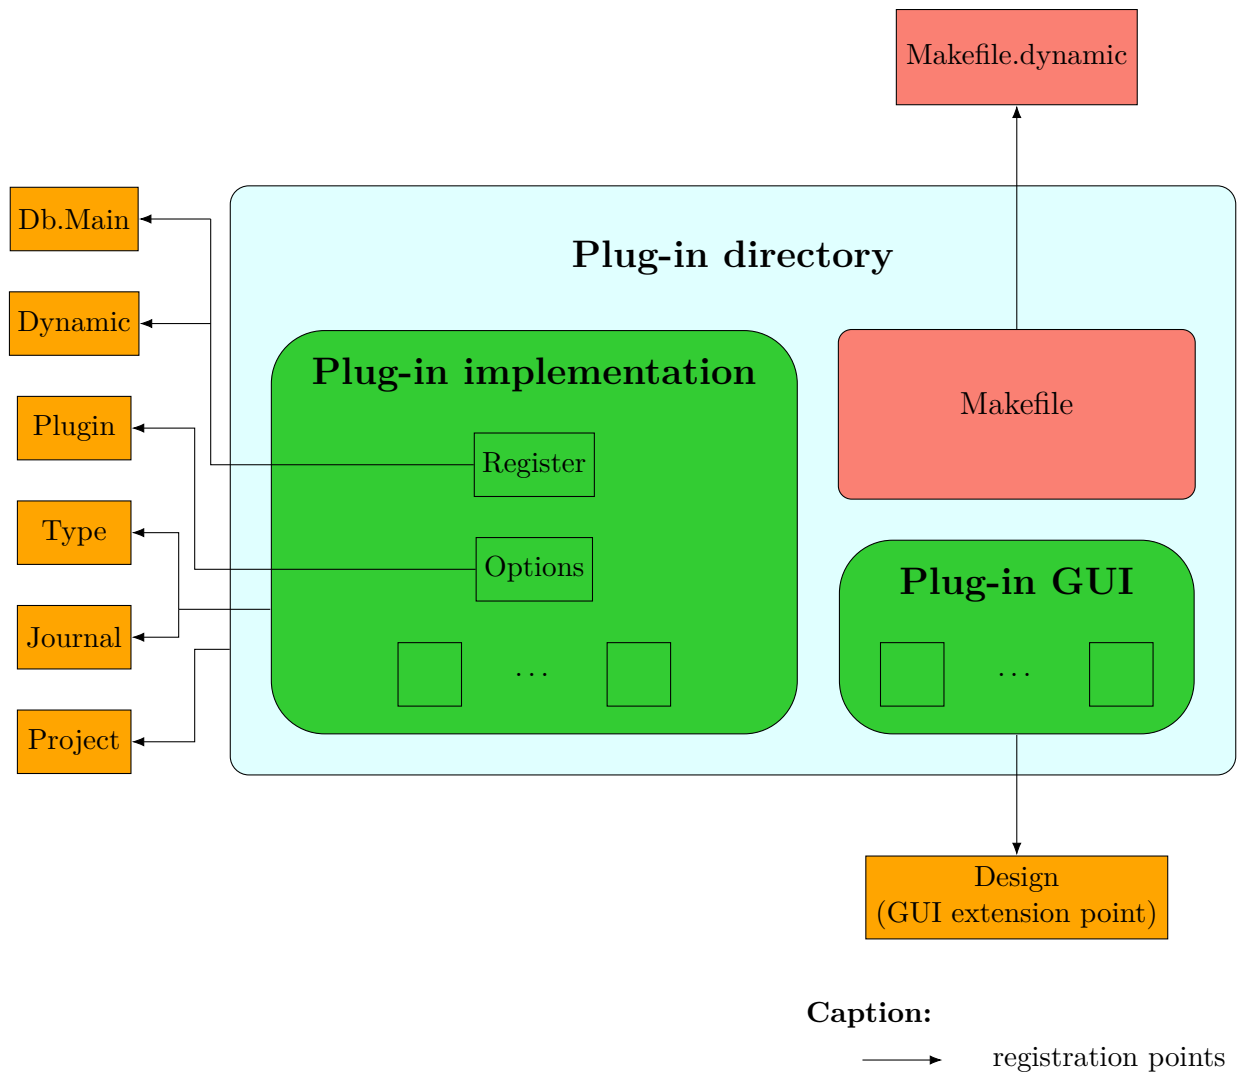 Makefile.dynamic
Db.Main
Plug-in directory
Dynamic
Plug-in implementation
Makefile
Plugin
Register
Type
Options
Plug-in GUI
Journal
...
...
Project
Design
(GUI extension point)
Caption:
registration points